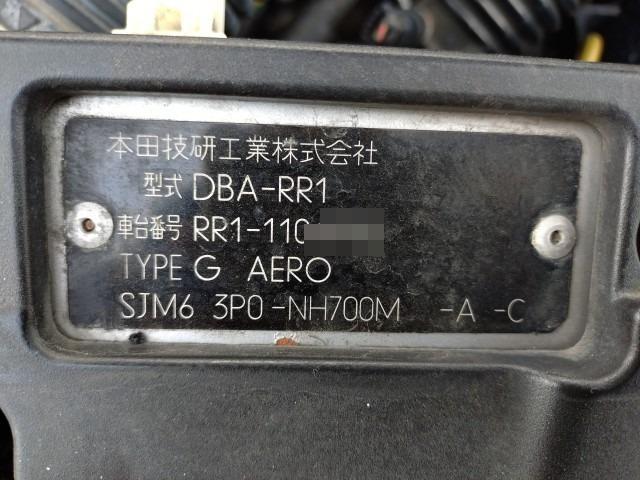 本田技研工業株式会社
型式 DBA-RR1
車台番号 RR1-110
TYPE G AERO
SJM6 3P0-NH700M -A -C